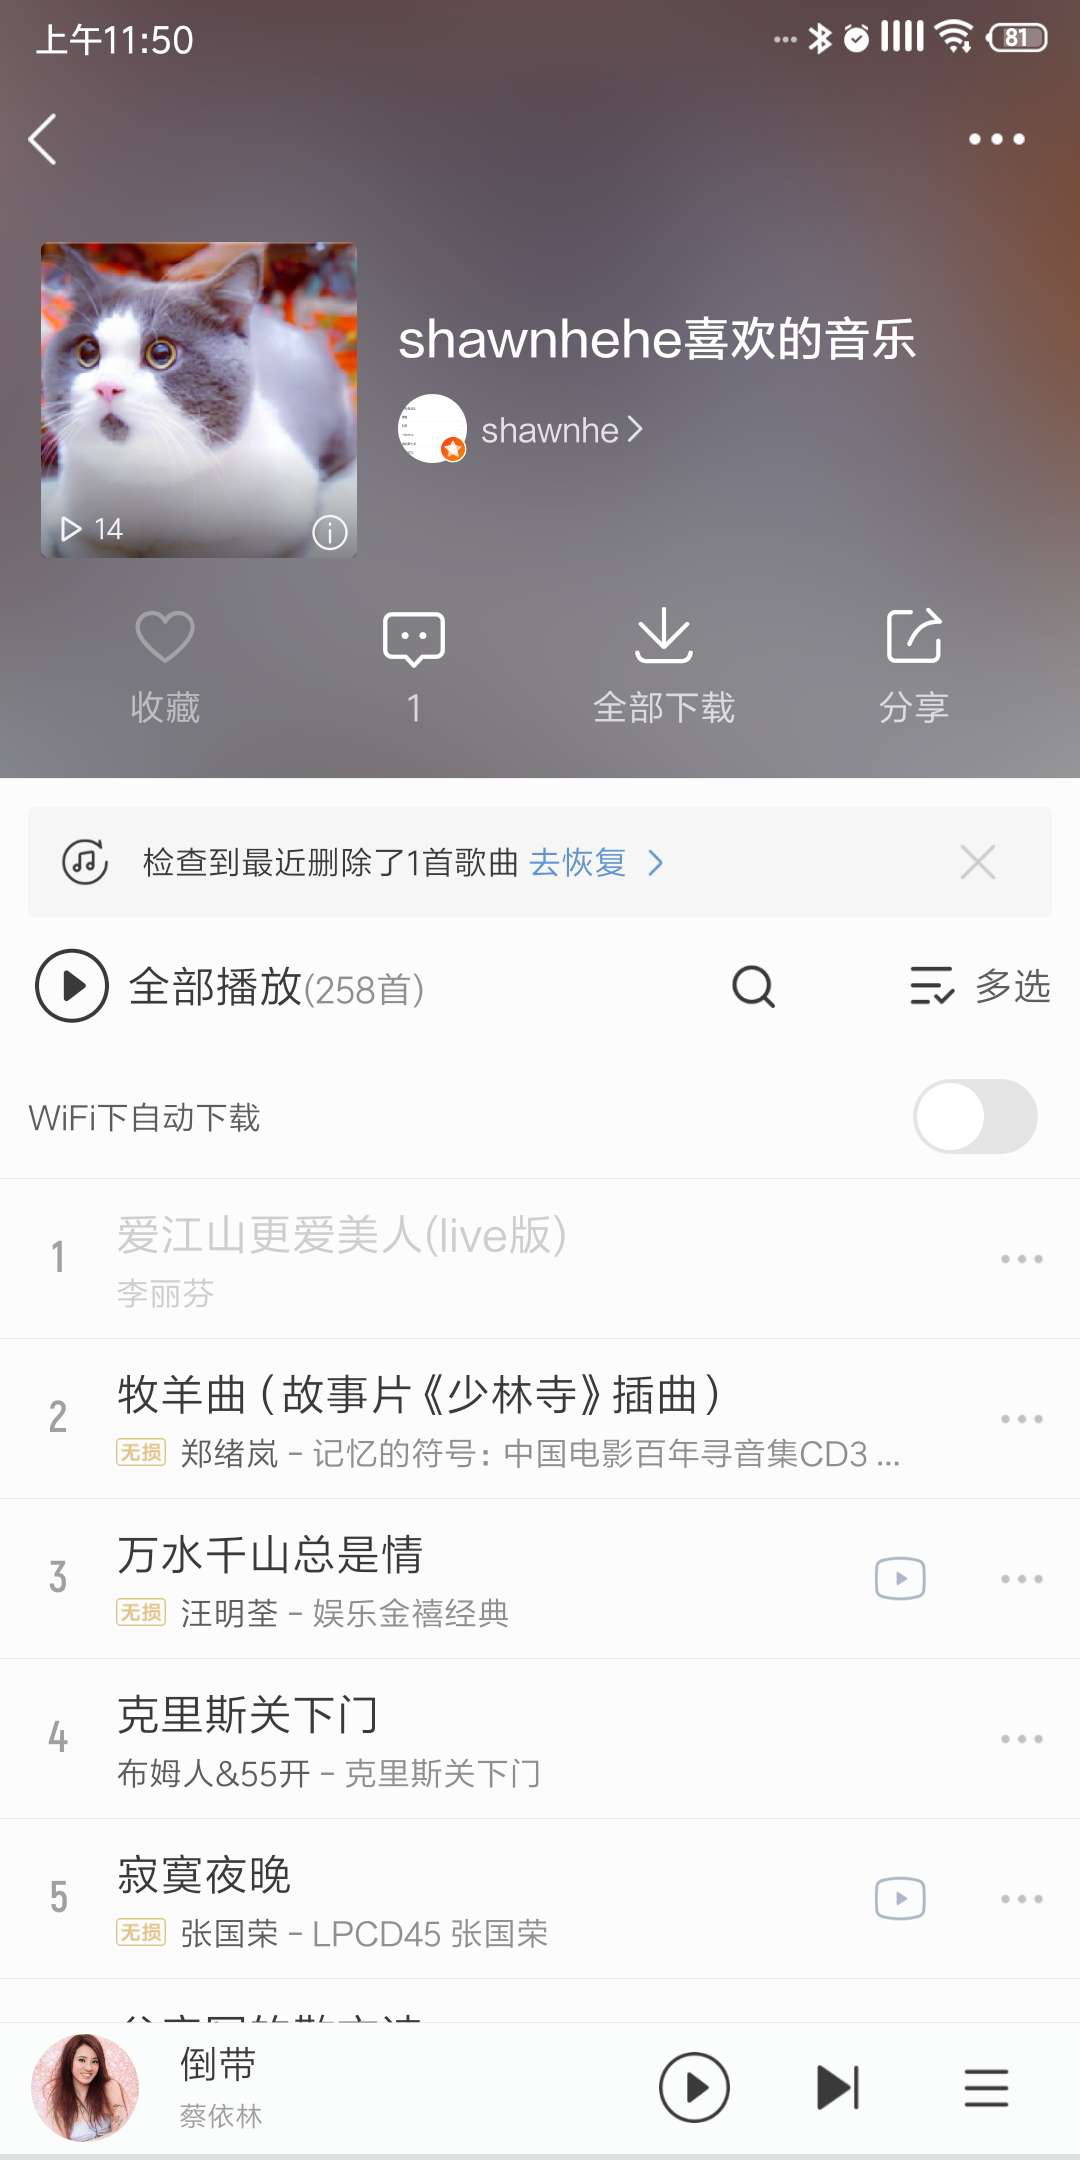 上午11:50
81
shawnhehe喜欢的音乐
shawnhe
14
收藏
1
全部下载
分享
检查到最近删除了1首歌曲 去恢复
全部播放(258首)
多选
WiFi下自动下载
1
爱江山更爱美人(live版)
李丽芬
2
牧羊曲（故事片《少林寺》插曲）
无损 郑绪岚 - 记忆的符号：中国电影百年寻音集CD3 ...
3
万水千山总是情
无损 汪明荃 - 娱乐金禧经典
4
克里斯关下门
布姆人&55开 - 克里斯关下门
5
寂寞夜晚
无损 张国荣 - LPCD45 张国荣
倒带
蔡依林